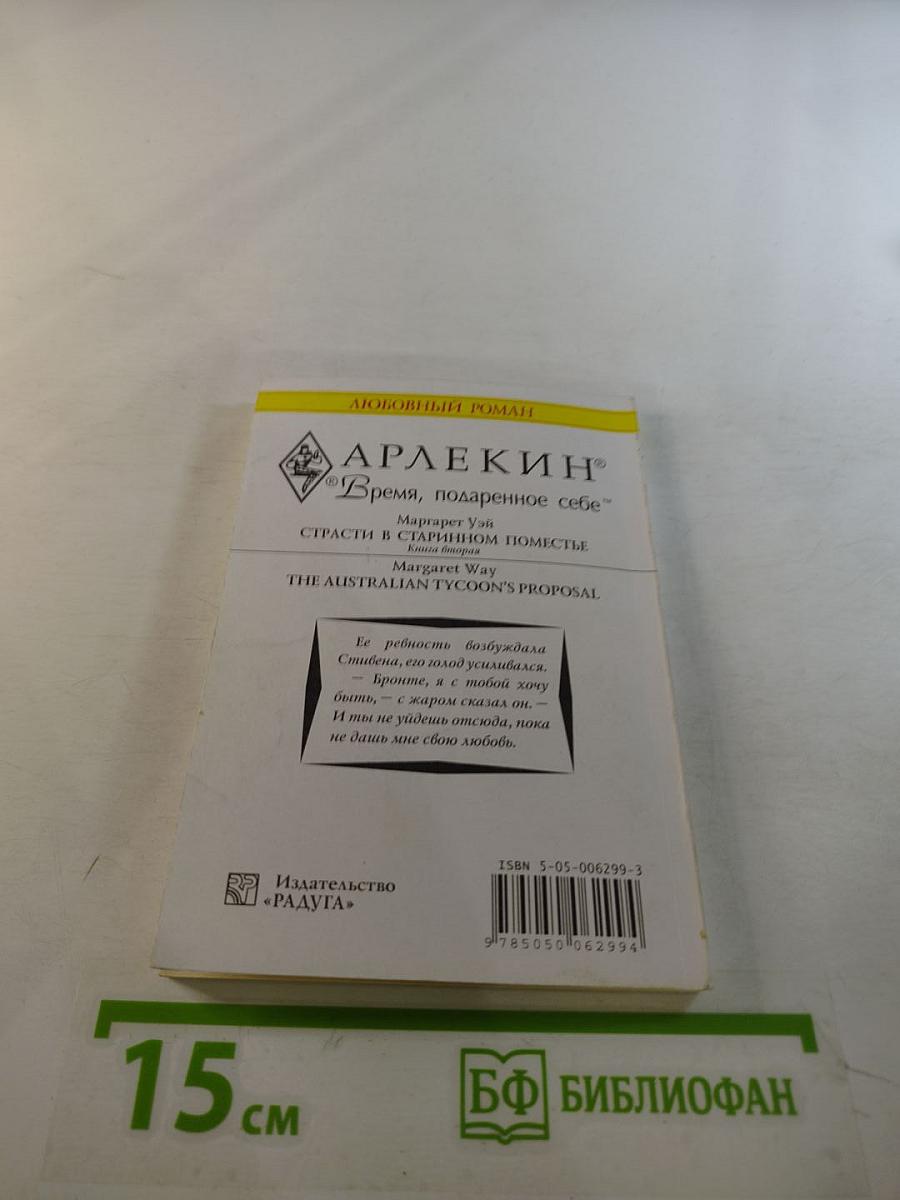 ЛЮБОВНЫЙ РОМАН
АРЛЕКИН®
®Время, подаренное себе™
Маргарет Уэй
СТРАСТИ В СТАРИННОМ ПОМЕСТЬЕ
Книга вторая
Margaret Way
THE AUSTRALIAN TYCOON'S PROPOSAL
Ее ревность возбуждала
Стивена, его голод усиливался.
— Бронте, я с тобой хочу
быть, — с жаром сказал он. —
И ты не уйдешь отсюда, пока
не дашь мне свою любовь.
ISBN 5-05-006299-3
Издательство
«РАДУГА»
9 785050 062994
15 см
БФ БИБЛИОФАН